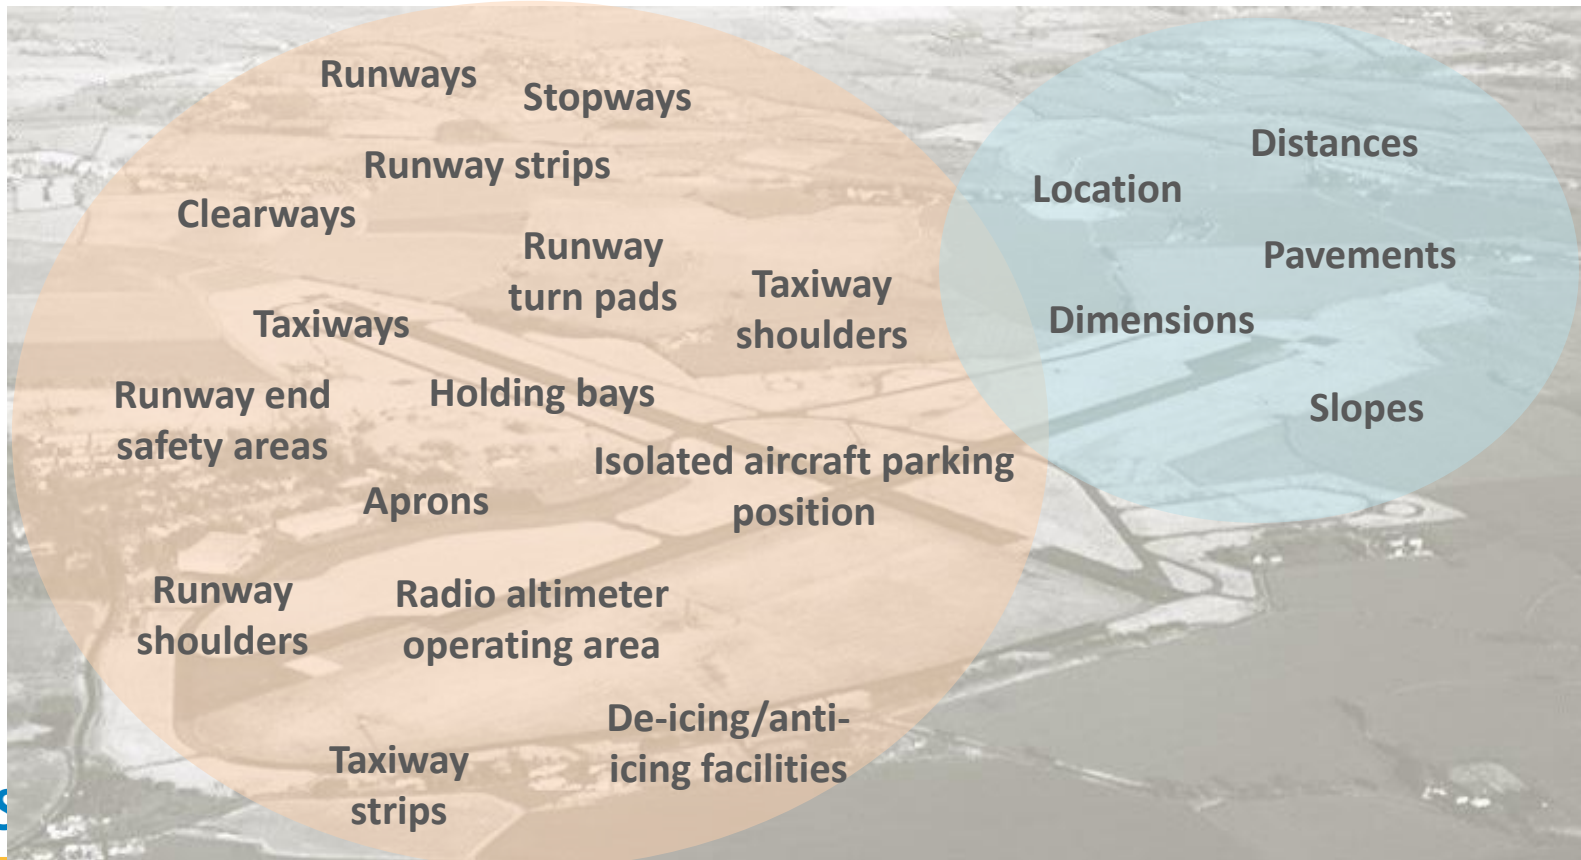 Runways
Stopways
Runway strips
Clearways
Runway
turn pads
Taxiway
shoulders
Taxiways
Runway end
safety areas
Holding bays
Isolated aircraft parking
position
Aprons
Runway
shoulders
Radio altimeter
operating area
De-icing/anti-
icing facilities
Taxiway
strips
Distances
Location
Pavements
Dimensions
Slopes